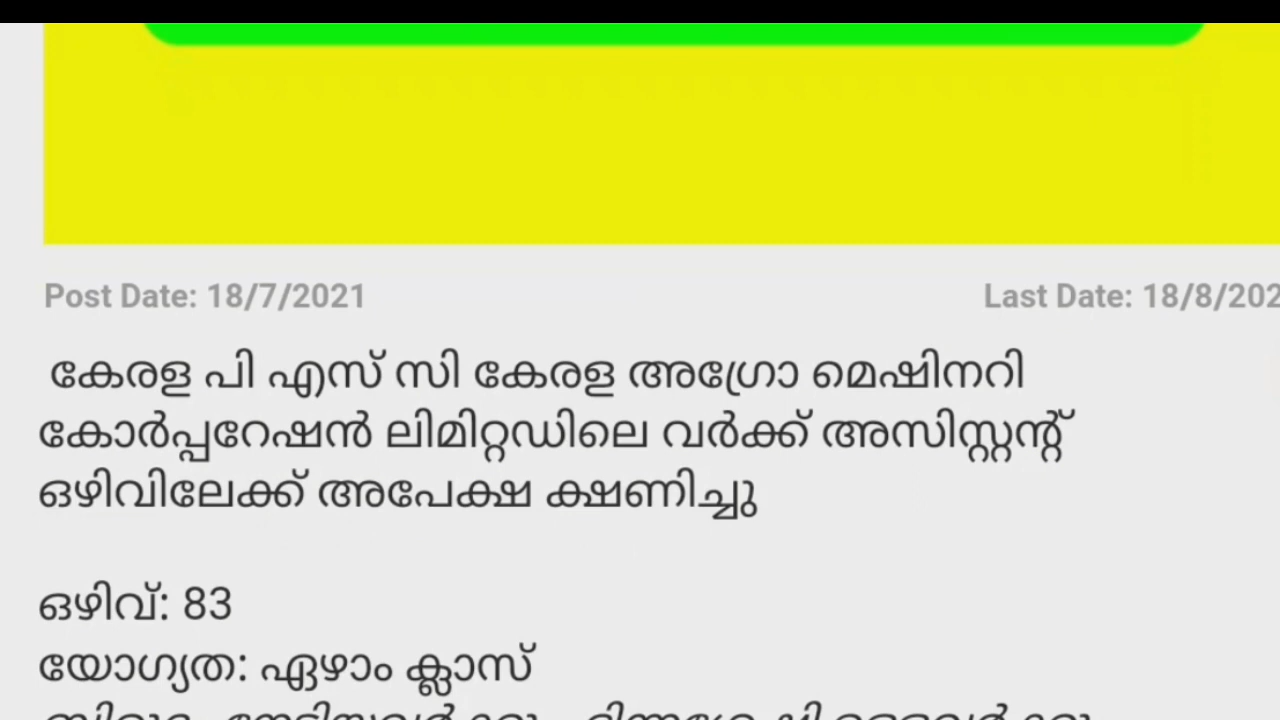 Post Date: 18/7/2021
Last Date: 18/8/202
കേരള പി എസ് സി കേരള അഗ്രോ മെഷിനറി
കോർപ്പറേഷൻ ലിമിറ്റഡിലെ വർക്ക് അസിസ്റ്റന്റ്
ഒഴിവിലേക്ക് അപേക്ഷ ക്ഷണിച്ചു
ഒഴിവ്: 83
യോഗ്യത: ഏഴാം ക്ലാസ്